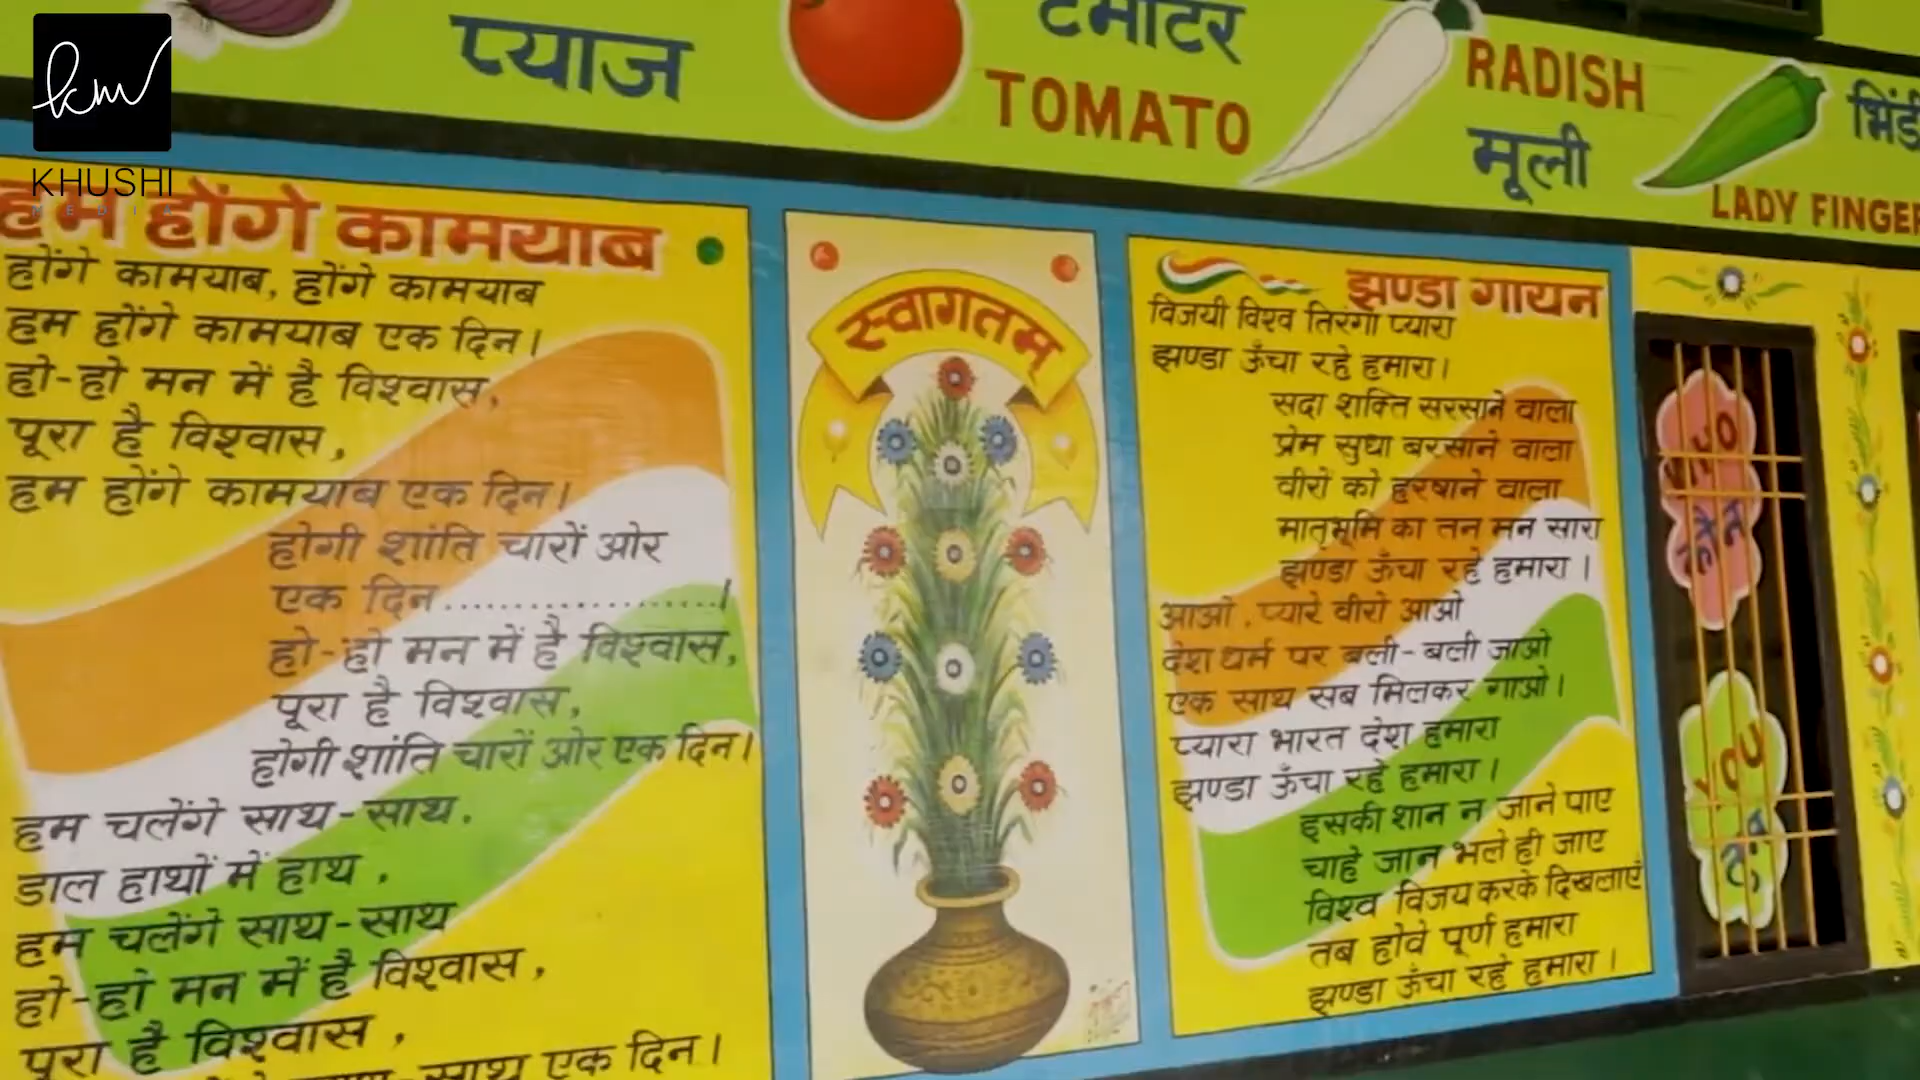 प्याज
टमाटर
TOMATO
RADISH
मूली
LADY FINGER
km
KHUSHI
MEDIA
हम होंगे कामयाब
होंगे कामयाब, होंगे कामयाब
हम होंगे कामयाब एक दिन।
हो-हो मन में है विश्वास,
पूरा है विश्वास,
हम होंगे कामयाब एक दिन।
होगी शांति चारों ओर
एक दिन....................।
हो-हो मन में है विश्वास,
पूरा है विश्वास,
होगी शांति चारों ओर एक दिन।
हम चलेंगे साथ-साथ.
डाल हाथों में हाथ,
हम चलेंगे साथ-साथ
हो-हो मन में है विश्वास,
पूरा है विश्वास,
साथ एक दिन।
स्वागतम्
झण्डा गायन
विजयी विश्व तिरंगा प्यारा
झण्डा ऊँचा रहे हमारा।
सदा शक्ति सरसाने वाला
प्रेम सुधा बरसाने वाला
वीरों को हरषाने वाला
मातृभूमि का तन मन सारा
झण्डा ऊँचा रहे हमारा।
आओ, प्यारे वीरो आओ
देश धर्म पर बली-बली जाओ
एक साथ सब मिलकर गाओ।
प्यारा भारत देश हमारा
झण्डा ऊँचा रहे हमारा।
इसकी शान न जाने पाए
चाहे जान भले ही जाए
विश्व विजय करके दिखलाएं
तब होवे पूर्ण हमारा
झण्डा ऊँचा रहे हमारा।
कौन
YOU